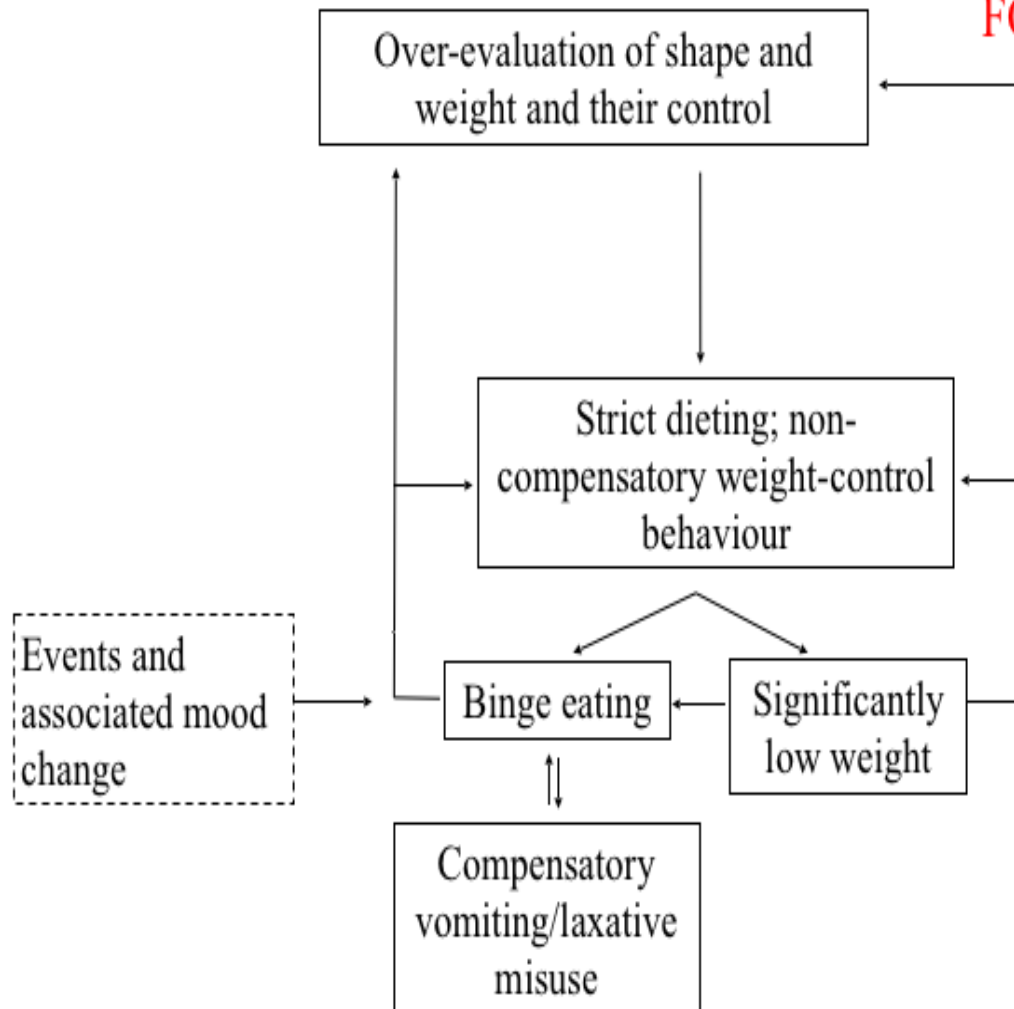 FC
Over-evaluation of shape and
weight and their control
Strict dieting; non-
compensatory weight-control
behaviour
Events and
associated mood
change
Binge eating
Significantly
low weight
Compensatory
vomiting/laxative
misuse